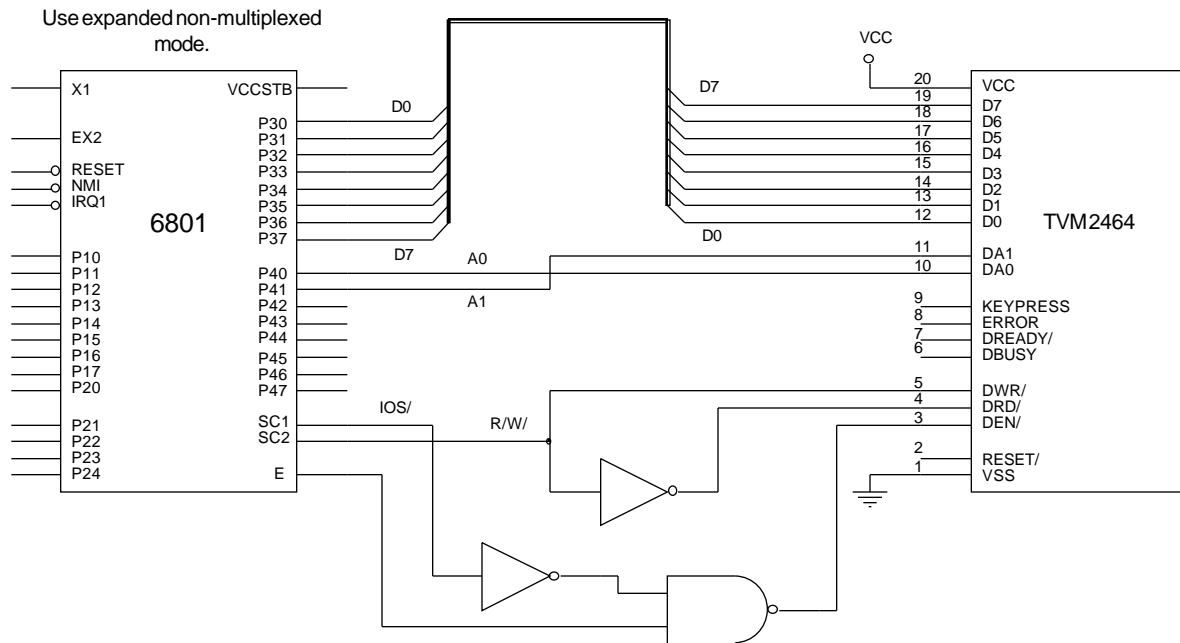 Use expanded non-multiplexed
mode.
6801
X1
EX2
RESET
NMI
IRQ1
P10
P11
P12
P13
P14
P15
P16
P17
P20
P21
P22
P23
P24
VCCSTB
P30
P31
P32
P33
P34
P35
P36
P37
P40
P41
P42
P43
P44
P45
P46
P47
SC1
SC2
E
D0
D7
A0
A1
IOS/
R/W/
D7
D0
VCC
20
19
18
17
16
15
14
13
12
11
10
9
8
7
6
5
4
3
2
1
VCC
D7
D6
D5
D4
D3
D2
D1
D0
DA1
DA0
KEYPRESS
ERROR
DREADY/
DBUSY
DWR/
DRD/
DEN/
RESET/
VSS
TVM2464